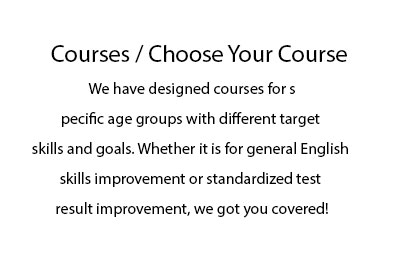 Courses / Choose Your Course
We have designed courses for s
pecific age groups with different target
skills and goals. Whether it is for general English
skills improvement or standardized test
result improvement, we got you covered!